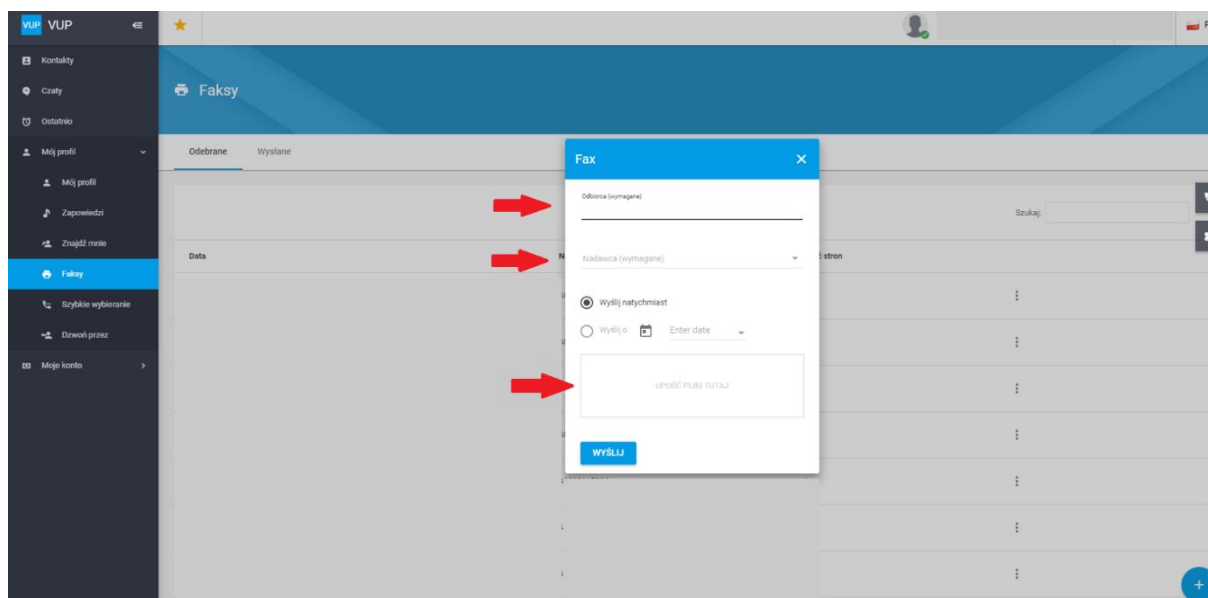 VUP VUP
Kontakty
Czaty
Ostatnio
Mój profil
Mój profil
Zapowiedzi
Znajdź mnie
Faksy
Szybkie wybieranie
Dzwoń przez
Moje konto
Faksy
Odebrane Wysłane
Szukaj:
Data stron
Fax
Odbiorca (wymagane)
Nadawca (wymagane)
Wyślij natychmiast
Wyślij o Enter date
UPUŚĆ PLIKI TUTAJ
WYŚLIJ